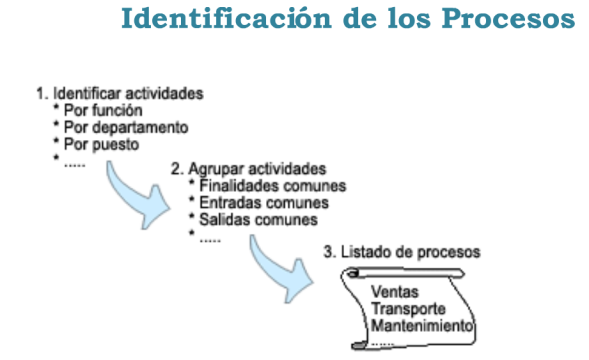 Identificación de los Procesos
1. Identificar actividades
* Por función
* Por departamento
* Por puesto
* .....
2. Agrupar actividades
* Finalidades comunes
* Entradas comunes
* Salidas comunes
* .....
3. Listado de procesos
Ventas
Transporte
Mantenimiento
......